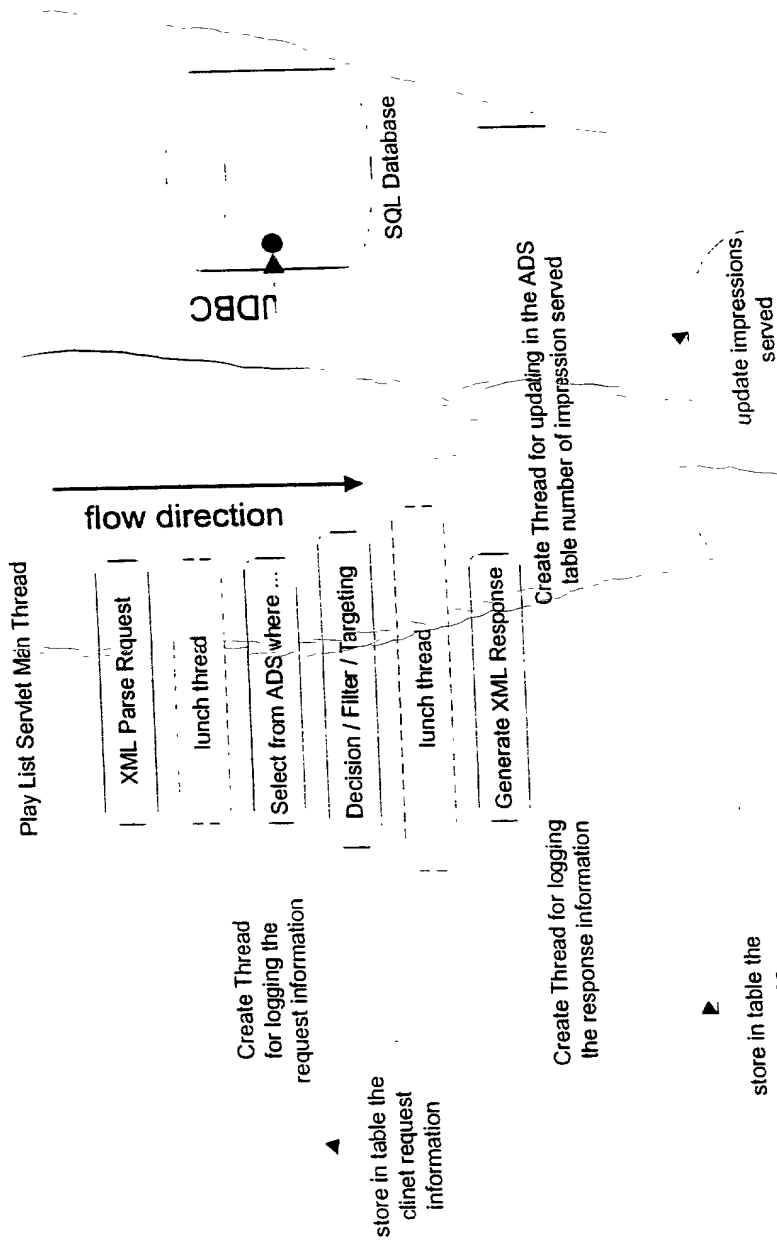 Play List Servlet Main Thread
XML Parse Request
lunch thread
Select from ADS where ...
Decision / Filter / Targeting
lunch thread
Generate XML Response
flow direction
JDBC
SQL Database
Create Thread
for logging the
request information
store in table the
clinet request
information
Create Thread for logging
the response information
store in table the
Create Thread for updating in the ADS
table number of impression served
update impressions
served